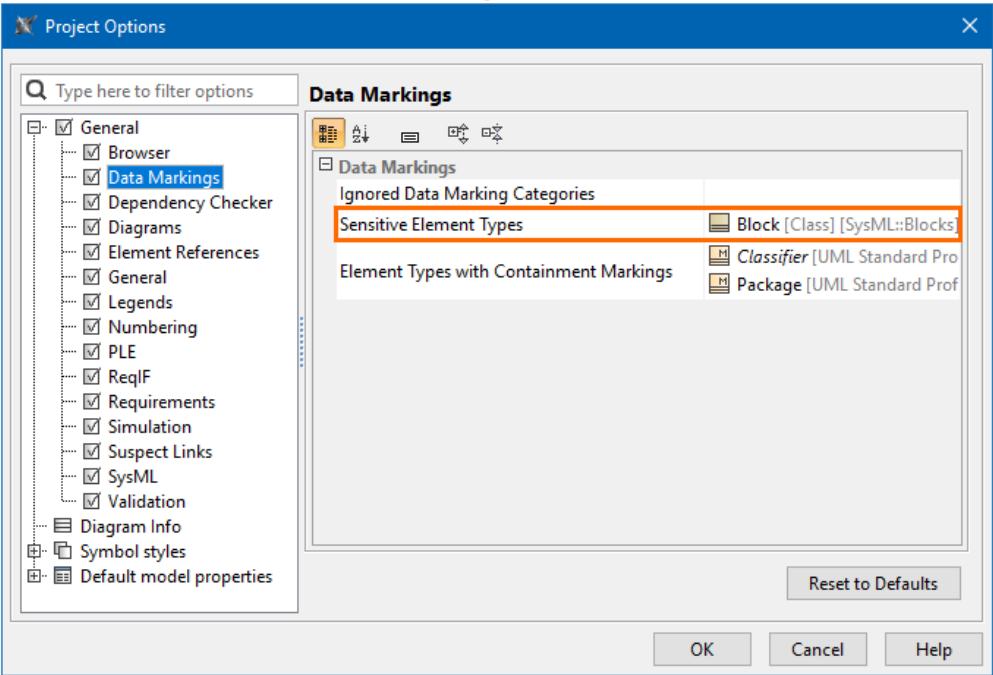 Project Options
Type here to filter options
General
Browser
Data Markings
Dependency Checker
Diagrams
Element References
General
Legends
Numbering
PLE
ReqIF
Requirements
Simulation
Suspect Links
SysML
Validation
Diagram Info
Symbol styles
Default model properties
Data Markings
Data Markings
Ignored Data Marking Categories
Sensitive Element Types
Block [Class] [SysML::Blocks]
Element Types with Containment Markings
M Classifier [UML Standard Pro
M Package [UML Standard Prof
Reset to Defaults
OK Cancel Help